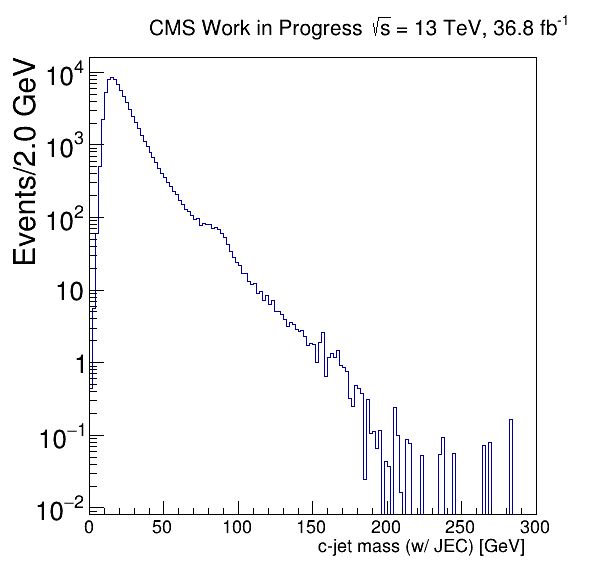 CMS Work in Progress √s = 13 TeV, 36.8 fb⁻¹
Events/2.0 GeV
10⁴
10³
10²
10
1
10⁻¹
10⁻²
0 50 100 150 200 250 300
c-jet mass (w/ JEC) [GeV]